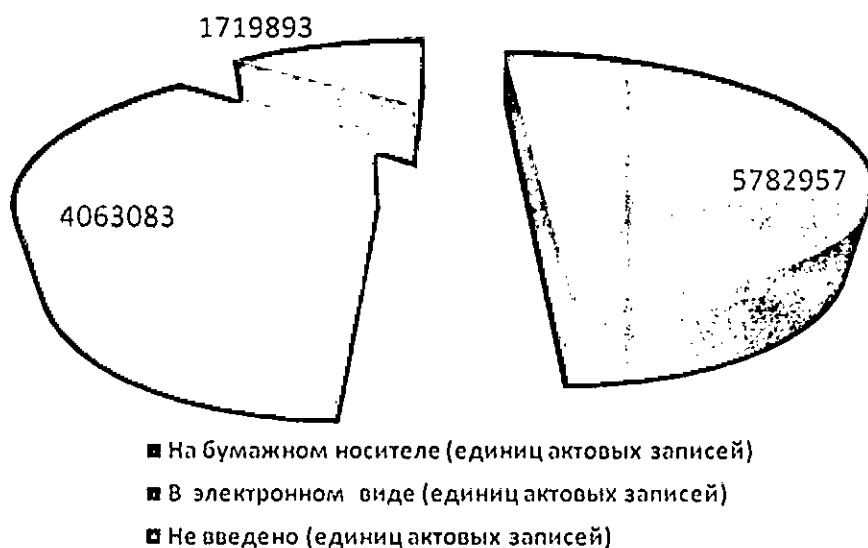 1719893
5782957
4063083
На бумажном носителе (единиц актовых записей)
В электронном виде (единиц актовых записей)
Не введено (единиц актовых записей)